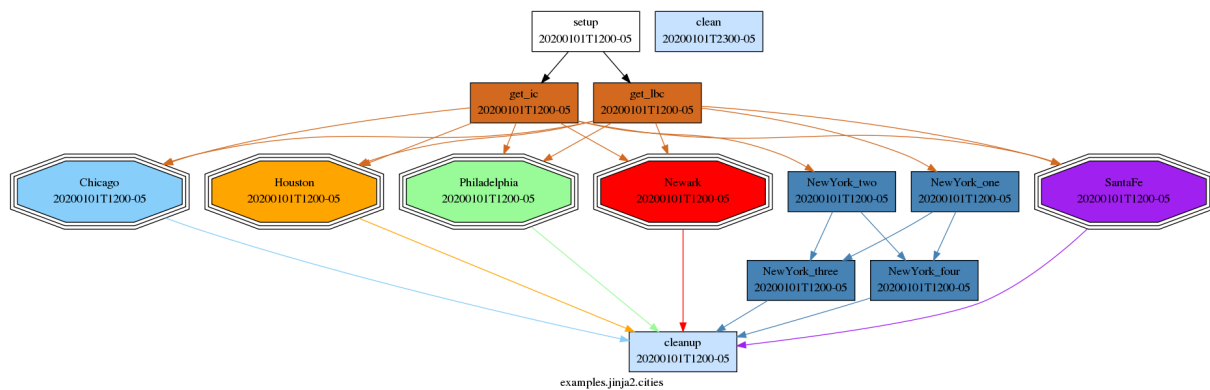 setup
20200101T1200-05
clean
20200101T2300-05
get_ic
20200101T1200-05
get_lbc
20200101T1200-05
Chicago
20200101T1200-05
Houston
20200101T1200-05
Philadelphia
20200101T1200-05
Newark
20200101T1200-05
NewYork_two
20200101T1200-05
NewYork_one
20200101T1200-05
SantaFe
20200101T1200-05
NewYork_three
20200101T1200-05
NewYork_four
20200101T1200-05
cleanup
20200101T1200-05
examples.jinja2.cities